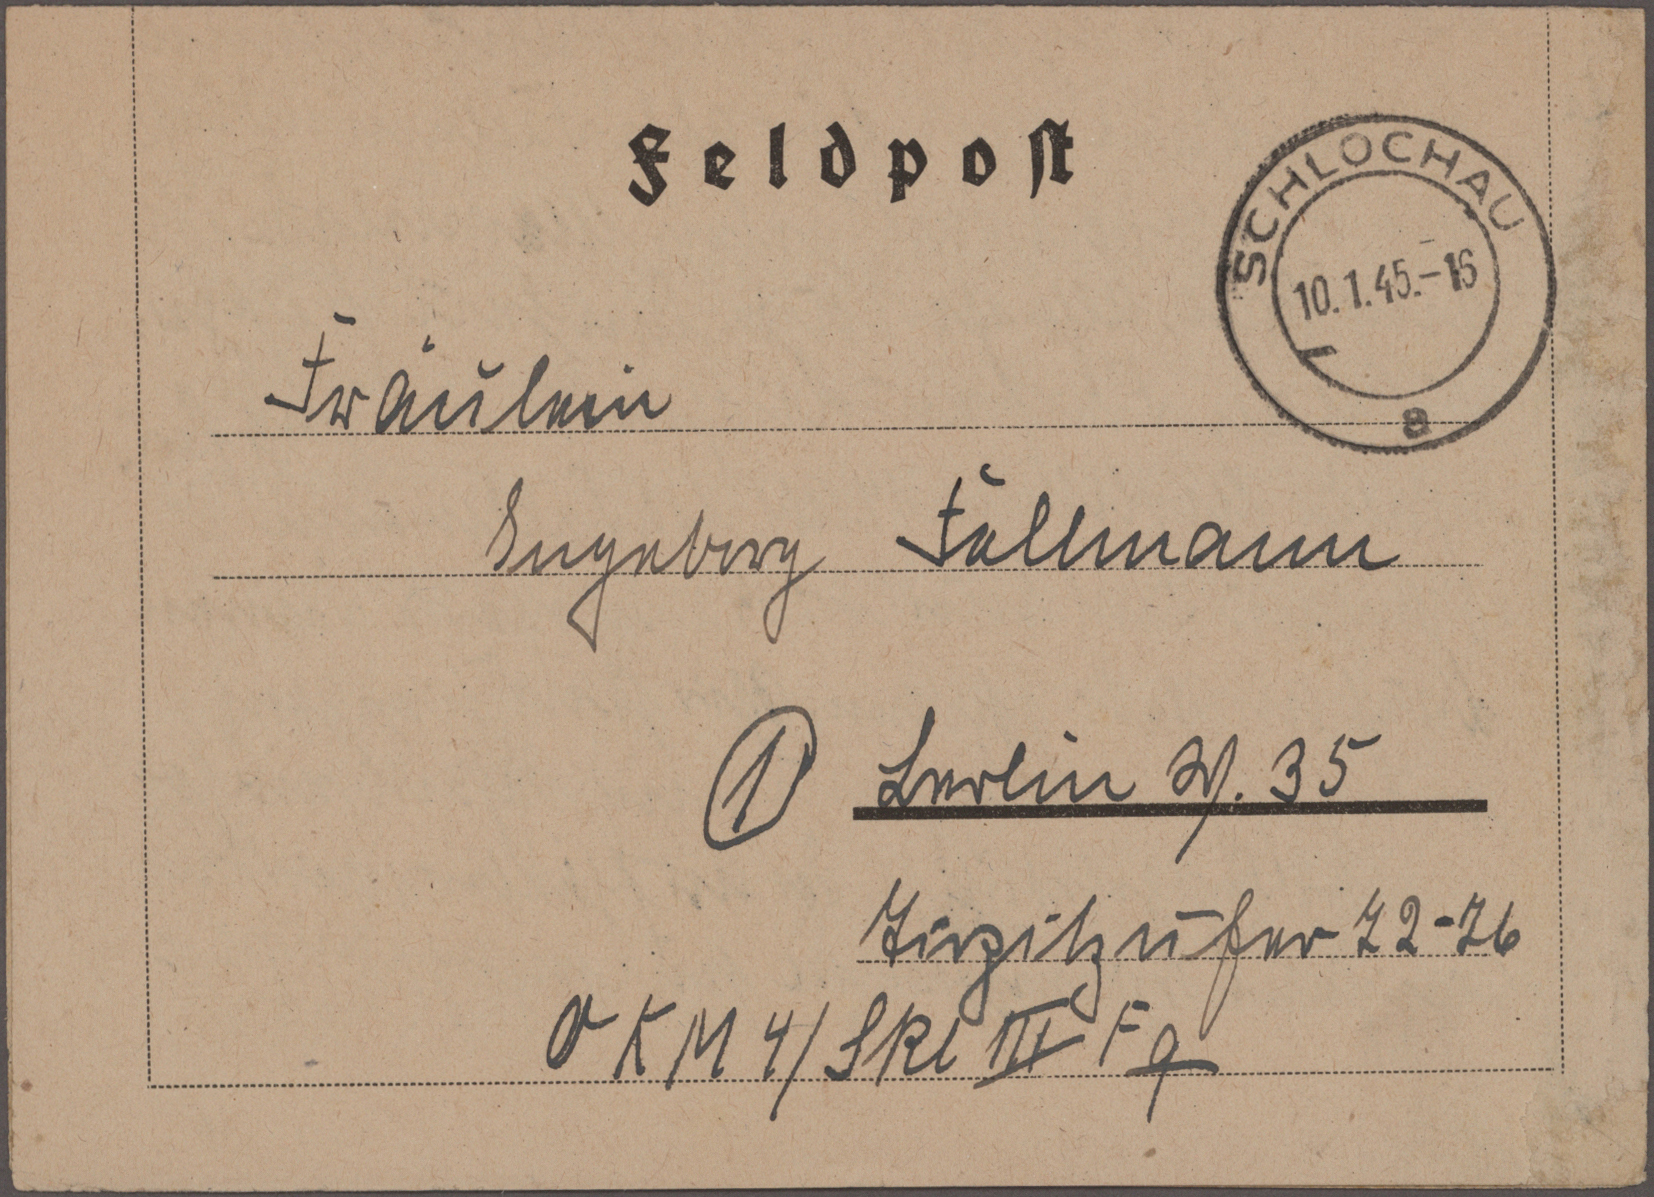 Feldpost
SCHLOCHAU
10.1.45.-16
a
Fräulein
Ingeborg Fallmann
① Berlin W. 35
Tirpitzufer 72-76
OKM 4/Skl III F